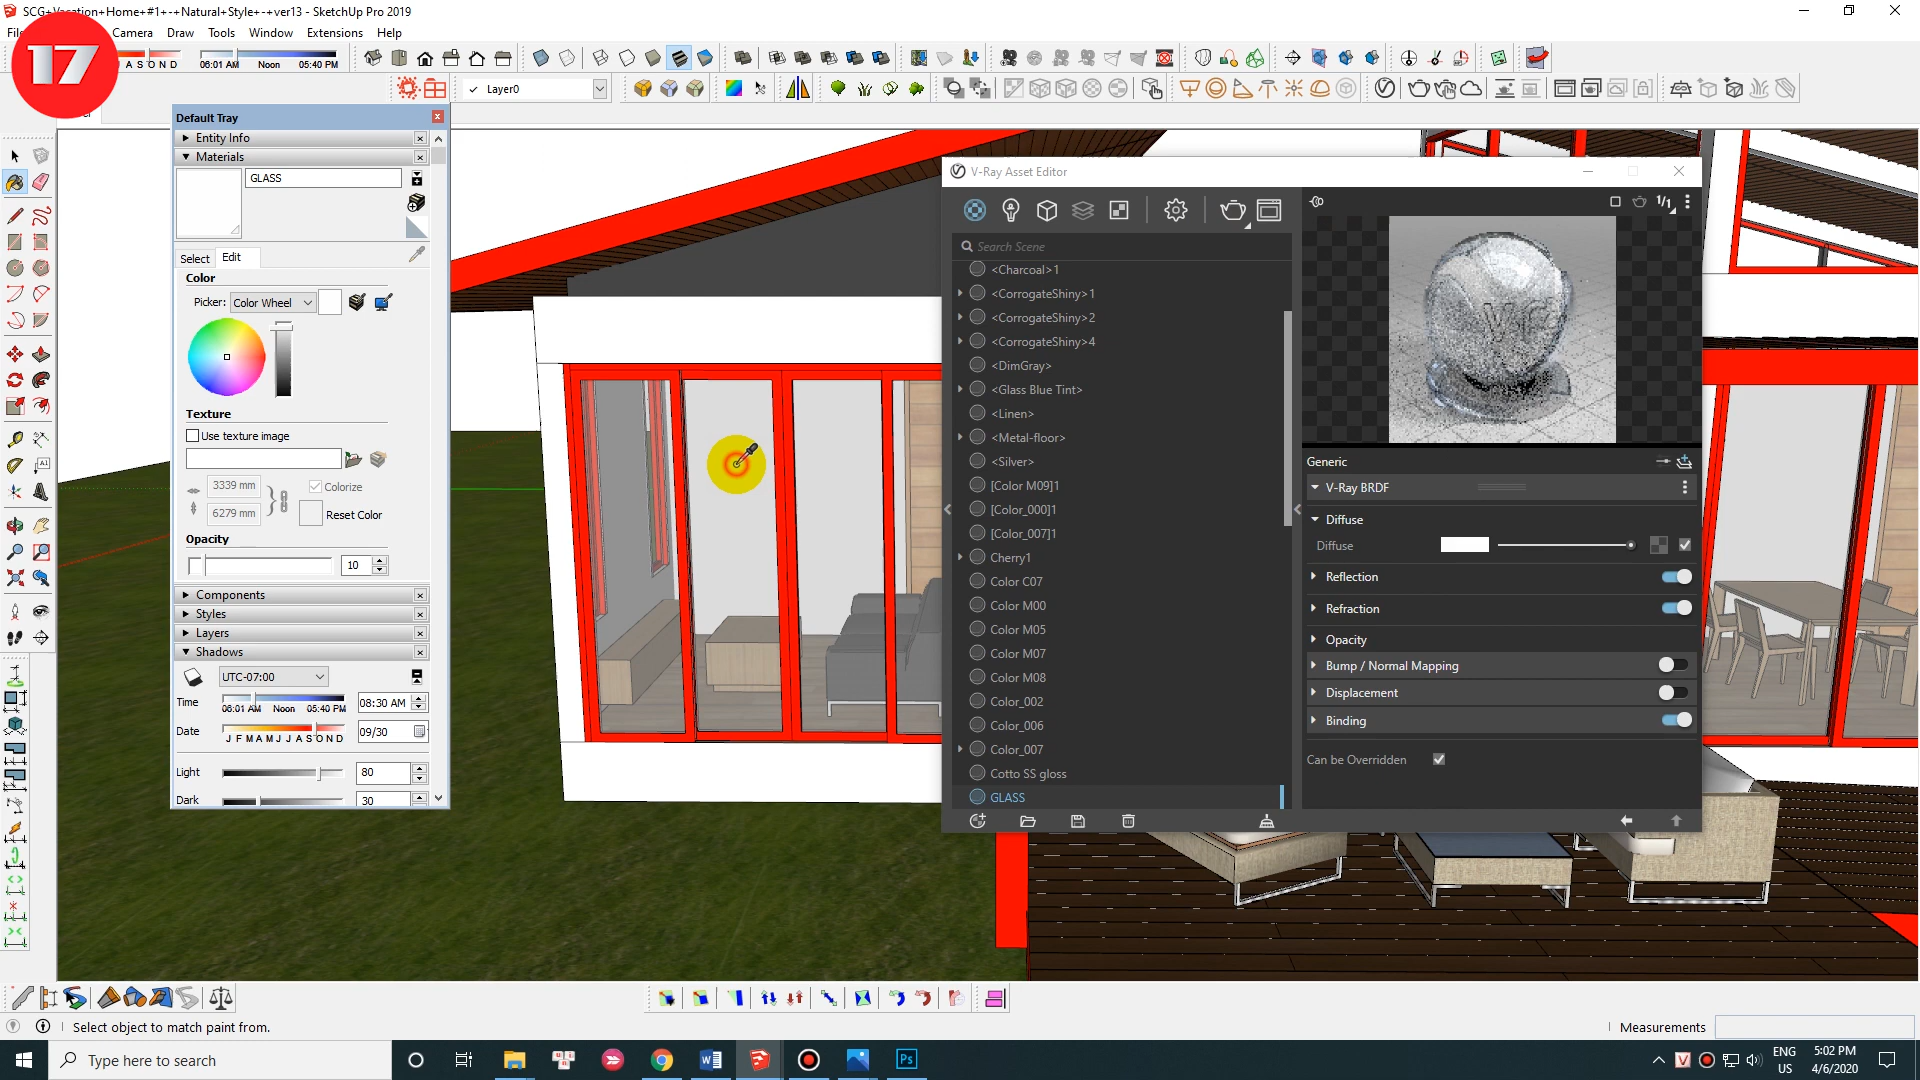 SCG+Vacation+Home+#1+-+Natural+Style+-+ver13 - SketchUp Pro 2019
17
Camera Draw Tools Window Extensions Help
A S O N D
06:01 AM Noon 05:40 PM
Layer0
Default Tray
Entity Info
Materials
GLASS
Select Edit
Color
Picker: Color Wheel
Texture
Use texture image
3339 mm
6279 mm
Colorize
Reset Color
Opacity
10
Components
Styles
Layers
Shadows
UTC-07:00
Time
06:01 AM Noon 05:40 PM
08:30 AM
Date
J F M A M J J A S O N D
09/30
Light
80
Dark
30
V-Ray Asset Editor
Search Scene
<Charcoal>1
<CorrogateShiny>1
<CorrogateShiny>2
<CorrogateShiny>4
<DimGray>
<Glass Blue Tint>
<Linen>
<Metal-floor>
<Silver>
[Color M09]1
[Color_000]1
[Color_007]1
Cherry1
Color C07
Color M00
Color M05
Color M07
Color M08
Color_002
Color_006
Color_007
Cotto SS gloss
GLASS
1/1
Generic
V-Ray BRDF
Diffuse
Diffuse
Reflection
Refraction
Opacity
Bump / Normal Mapping
Displacement
Binding
Can be Overridden
Select object to match paint from.
Measurements
Type here to search
ENG
US
5:02 PM
4/6/2020